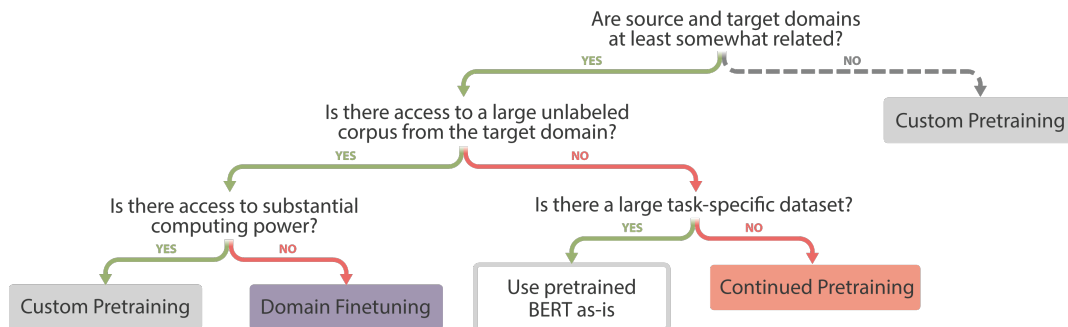 Are source and target domains
at least somewhat related?
YES
NO
Is there access to a large unlabeled
corpus from the target domain?
Custom Pretraining
YES
NO
Is there access to substantial
computing power?
Is there a large task-specific dataset?
YES
NO
YES
NO
Custom Pretraining
Domain Finetuning
Use pretrained
BERT as-is
Continued Pretraining